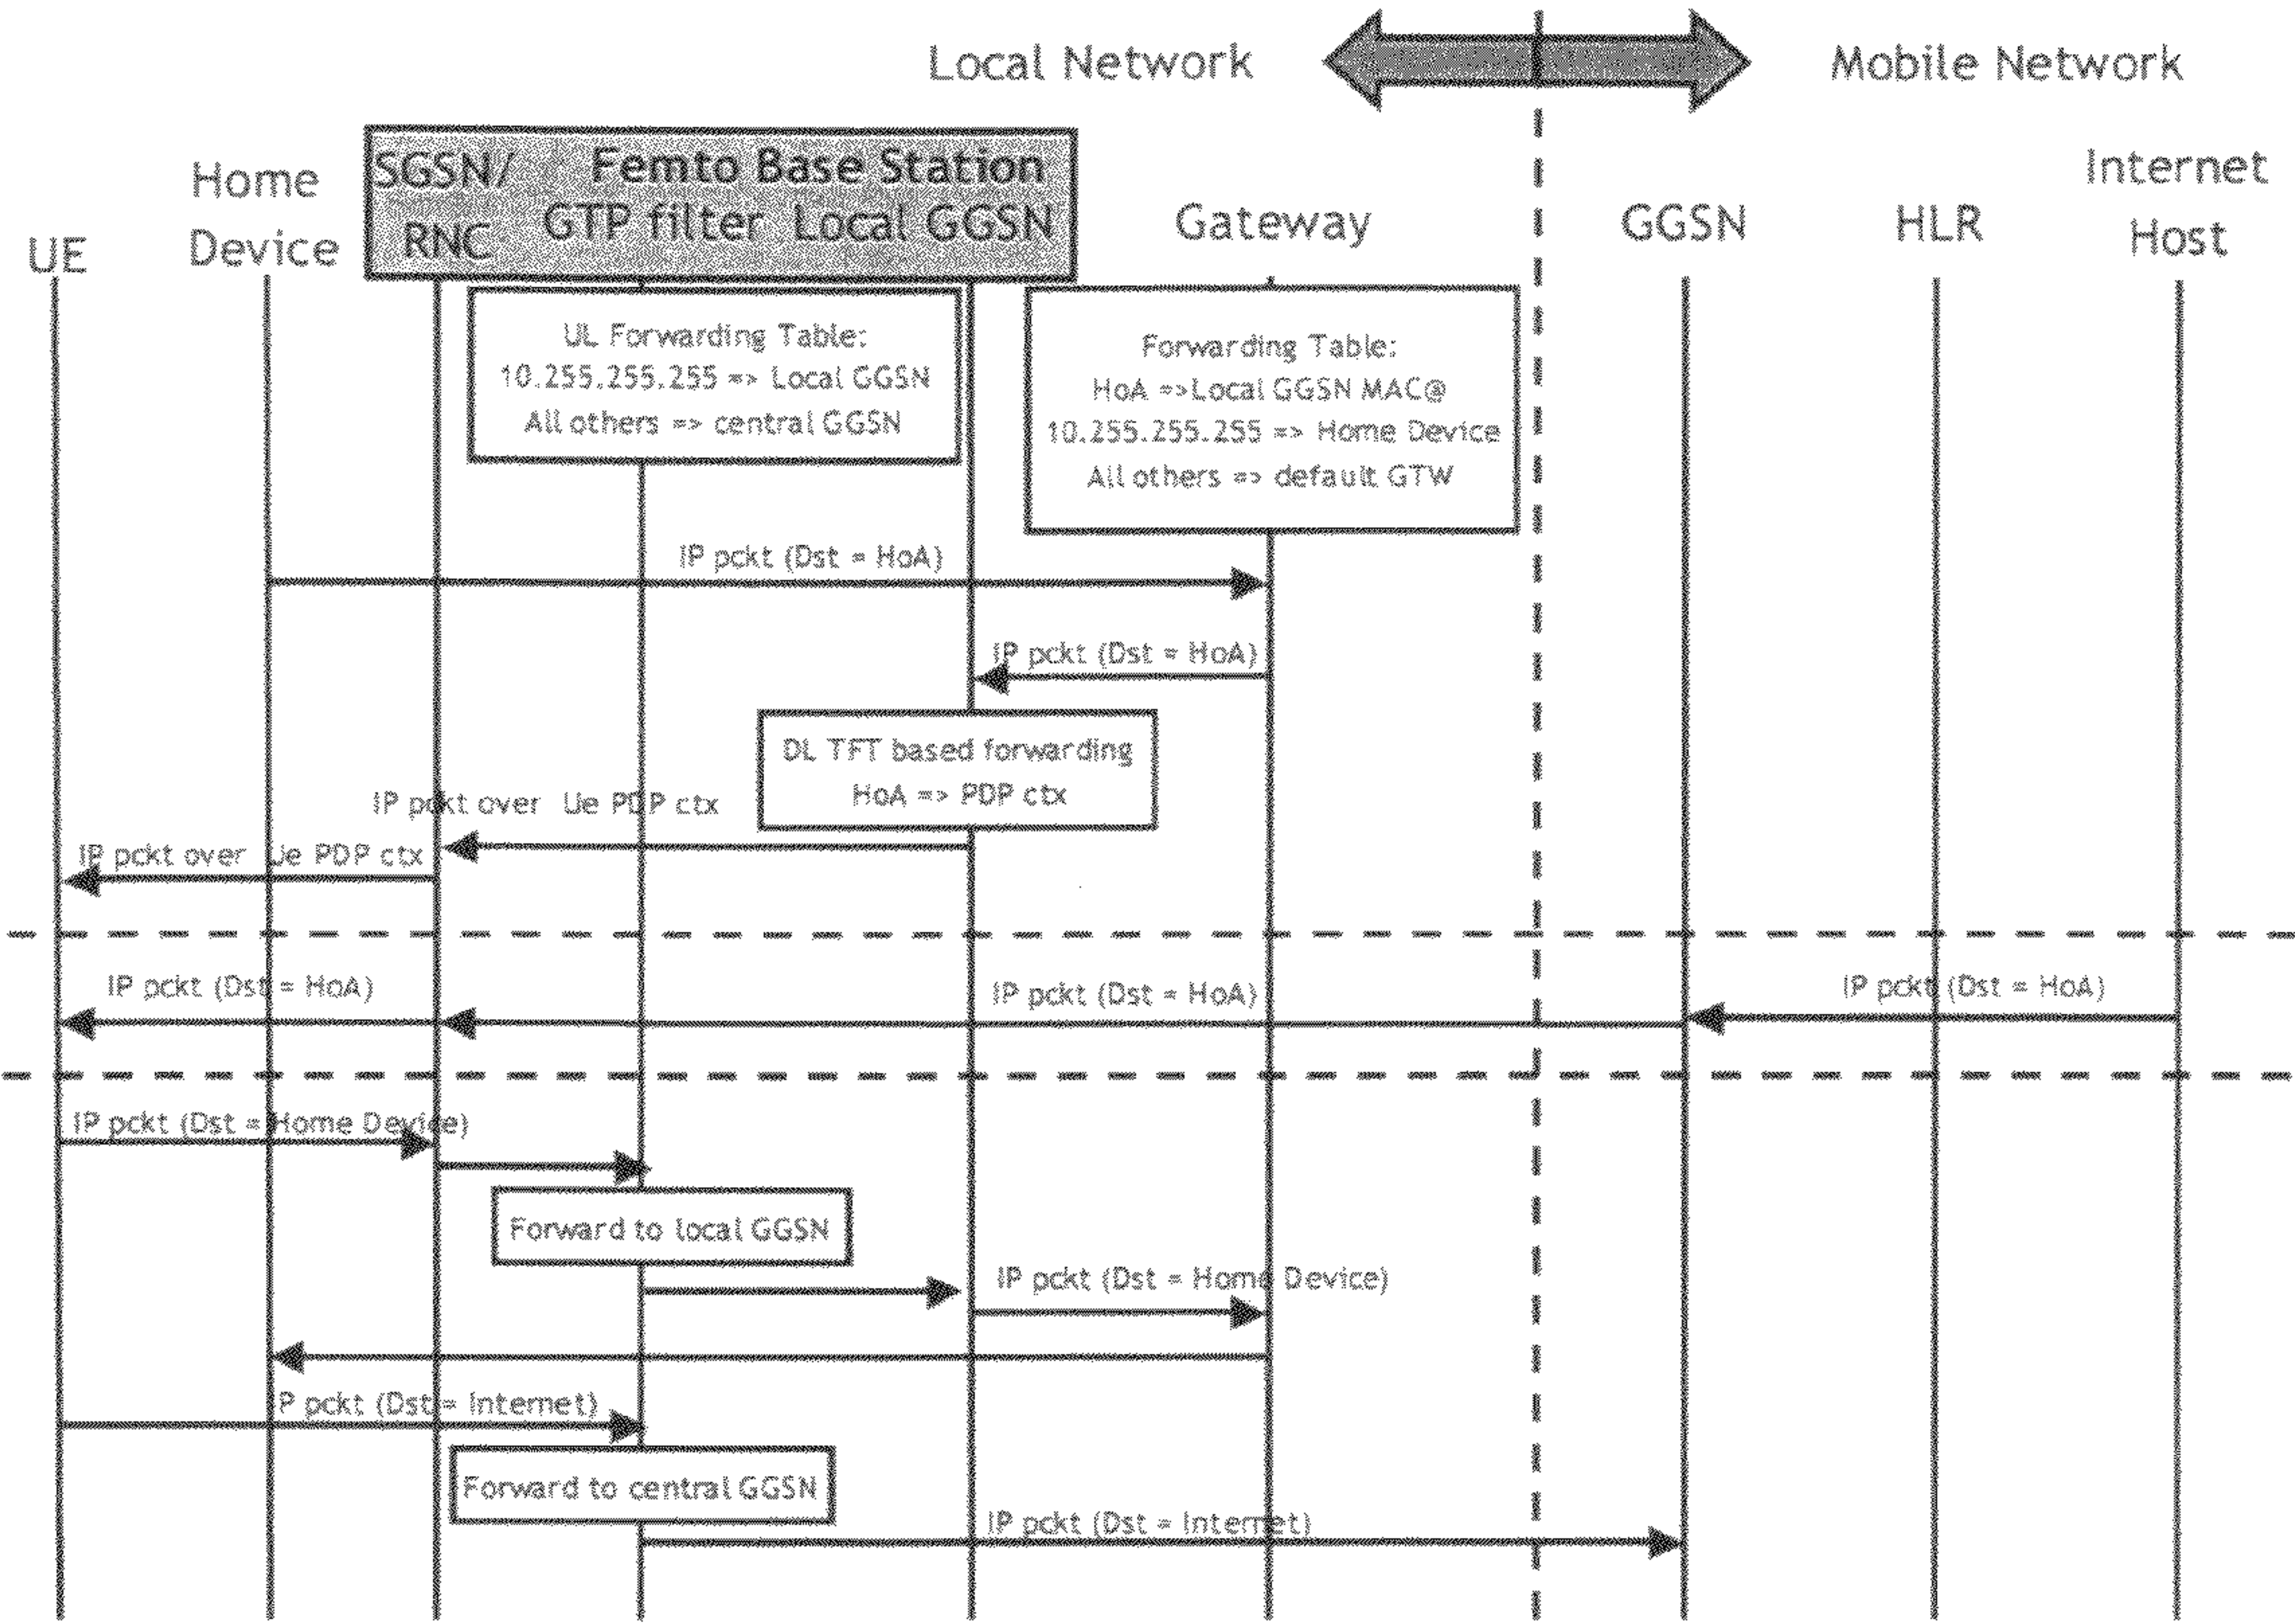 Local Network
Mobile Network
UE
Home
Device
SGSN/
RNC
Femto Base Station
GTP filter Local GGSN
Gateway
GGSN
HLR
Internet
Host
UL Forwarding Table:
10.255.255.255 => Local GGSN
All others => central GGSN
Forwarding Table:
HoA =>Local GGSN MAC@
10.255.255.255 => Home Device
All others => default GTW
IP pckt (Dst = HoA)
IP pckt (Dst = HoA)
DL TFT based forwarding
HoA => PDP ctx
IP pckt over Ue PDP ctx
IP pckt over Ue PDP ctx
IP pckt (Dst = HoA)
IP pckt (Dst = HoA)
IP pckt (Dst = HoA)
IP pckt (Dst = Home Device)
Forward to local GGSN
IP pckt (Dst = Home Device)
P pckt (Dst = Internet)
Forward to central GGSN
IP pckt (Dst = Internet)